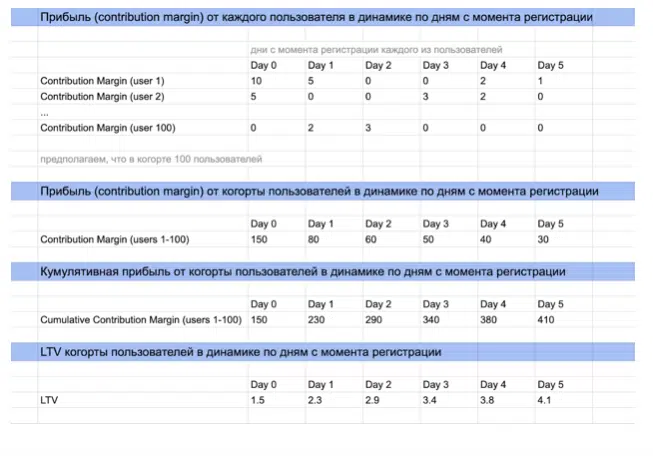 Прибыль (contribution margin) от каждого пользователя в динамике по дням с момента регистрации
дни с момента регистрации каждого из пользователей
Day 0 Day 1 Day 2 Day 3 Day 4 Day 5
Contribution Margin (user 1) 10 5 0 0 2 1
Contribution Margin (user 2) 5 0 0 3 2 0
...
Contribution Margin (user 100) 0 2 3 0 0 0
предполагаем, что в когорте 100 пользователей
Прибыль (contribution margin) от когорты пользователей в динамике по дням с момента регистрации
Day 0 Day 1 Day 2 Day 3 Day 4 Day 5
Contribution Margin (users 1-100) 150 80 60 50 40 30
Кумулятивная прибыль от когорты пользователей в динамике по дням с момента регистрации
Day 0 Day 1 Day 2 Day 3 Day 4 Day 5
Cumulative Contribution Margin (users 1-100) 150 230 290 340 380 410
LTV когорты пользователей в динамике по дням с момента регистрации
Day 0 Day 1 Day 2 Day 3 Day 4 Day 5
LTV 1.5 2.3 2.9 3.4 3.8 4.1